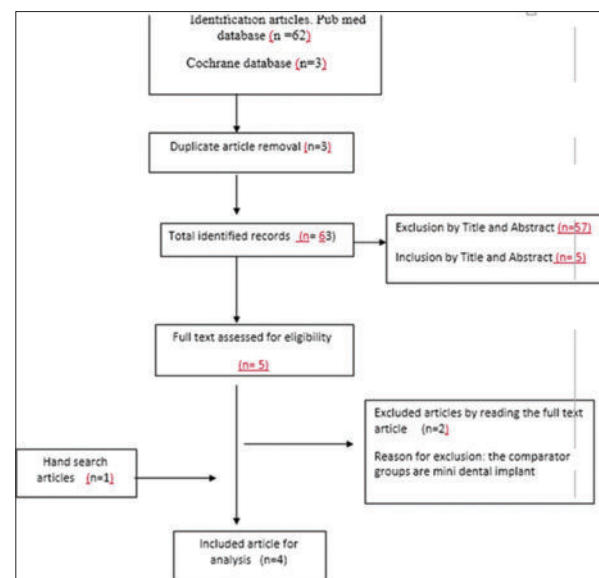 Identification articles. Pub med
database (n =62)
Cochrane database (n=3)
Duplicate article removal (n=3)
Total identified records (n= 63)
Exclusion by Title and Abstract (n=57)
Inclusion by Title and Abstract (n= 5)
Full text assessed for eligibility
(n= 5)
Excluded articles by reading the full text
article (n=2)
Reason for exclusion: the comparator
groups are mini dental implant
Hand search
articles (n=1)
Included article for
analysis (n=4)